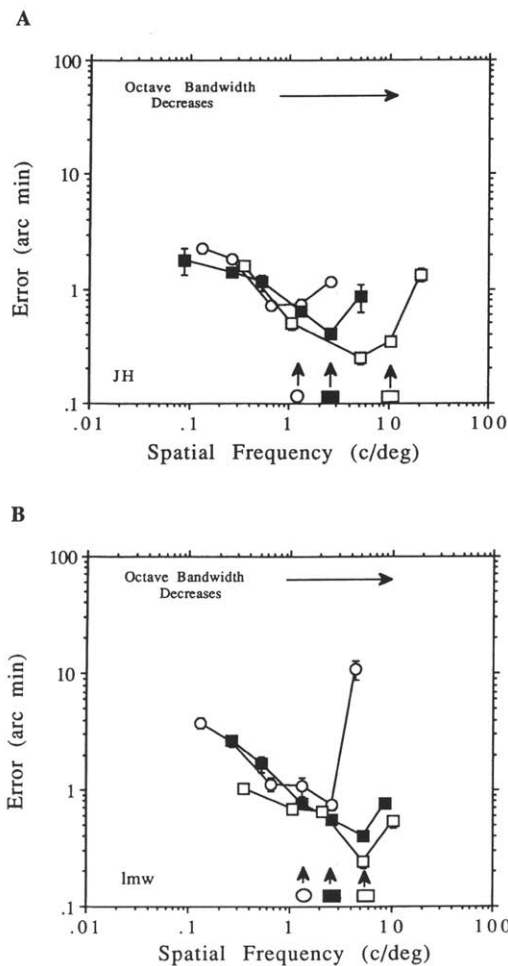 A
100
Octave Bandwidth
Decreases
10
Error (arc min)
1
JH
.1
.01 .1 1 10 100
Spatial Frequency (c/deg)
B
100
Octave Bandwidth
Decreases
10
Error (arc min)
1
lmw
.1
.01 .1 1 10 100
Spatial Frequency (c/deg)